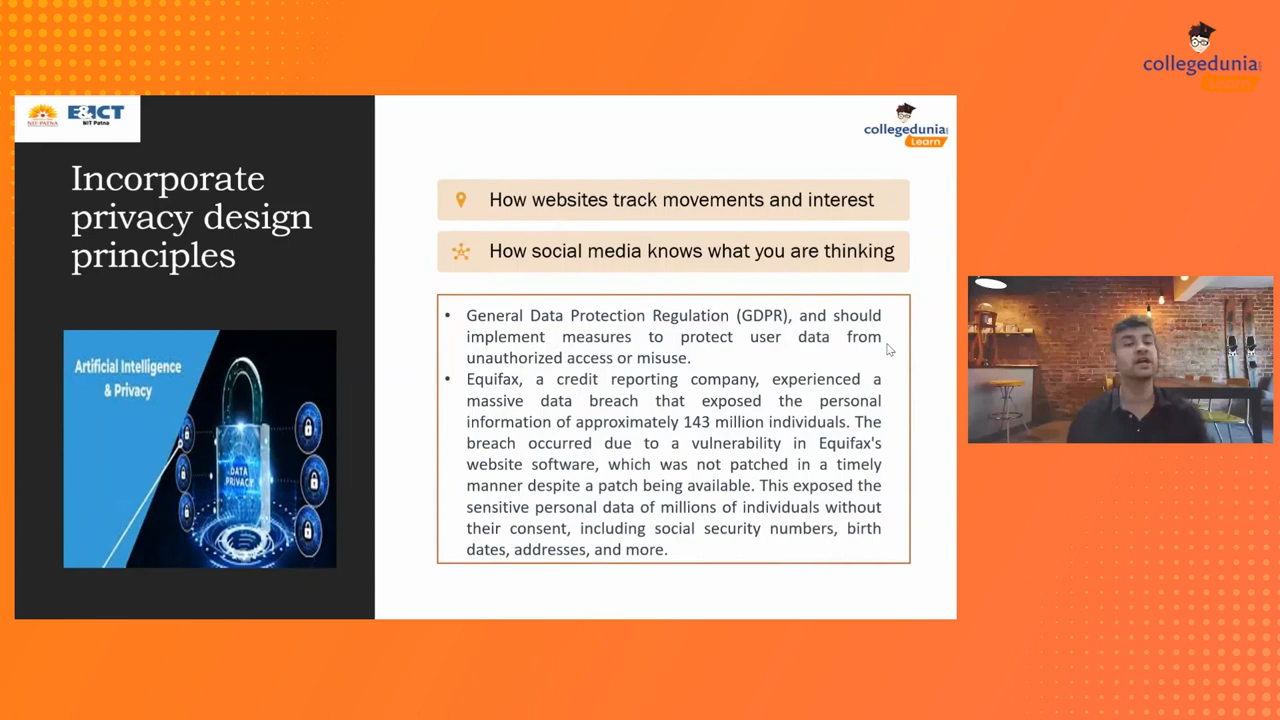 collegedunia
Learn
NIT PATNA
E&ICT
NIT Patna
collegedunia
Learn
Incorporate
privacy design
principles
How websites track movements and interest
How social media knows what you are thinking
Artificial Intelligence
& Privacy
DATA
PRIVACY
• General Data Protection Regulation (GDPR), and should
implement measures to protect user data from
unauthorized access or misuse.
• Equifax, a credit reporting company, experienced a
massive data breach that exposed the personal
information of approximately 143 million individuals. The
breach occurred due to a vulnerability in Equifax's
website software, which was not patched in a timely
manner despite a patch being available. This exposed the
sensitive personal data of millions of individuals without
their consent, including social security numbers, birth
dates, addresses, and more.